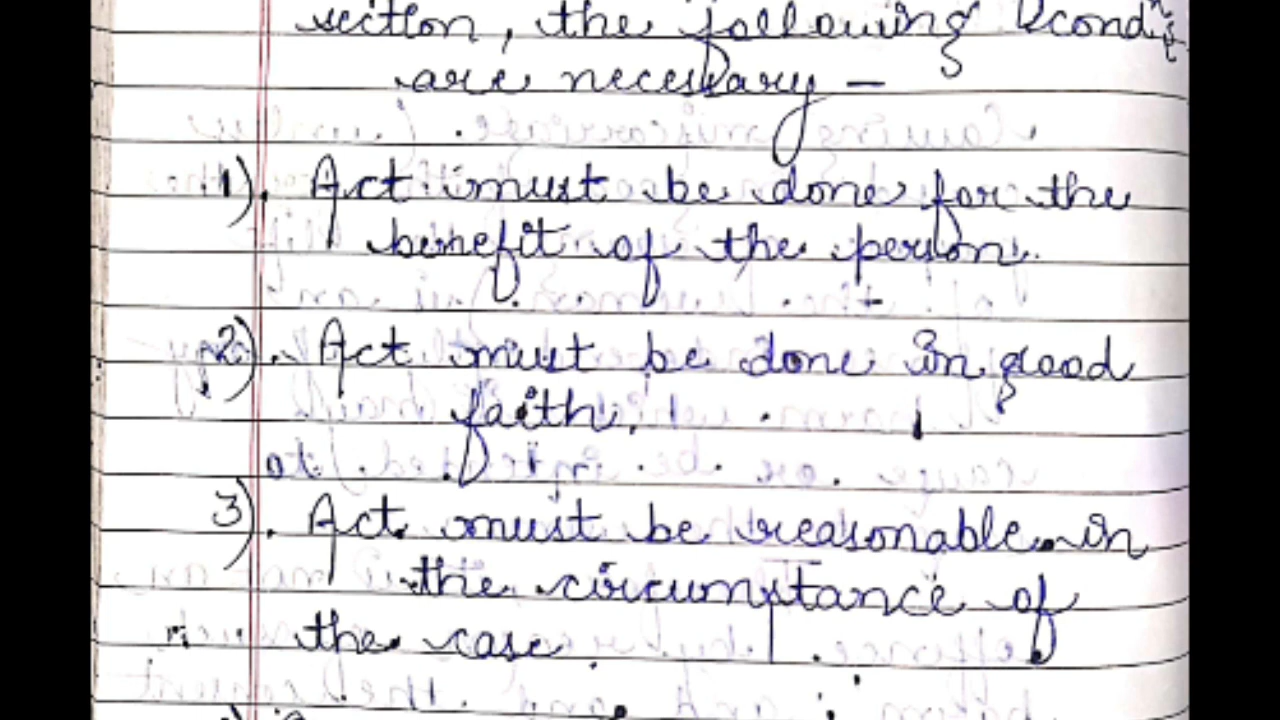 section, the following cond
are necessary —
1). Act must be done for the
benefit of the person.
2). Act must be done in good
faith.
3). Act must be reasonable in
the circumstance of
the case.